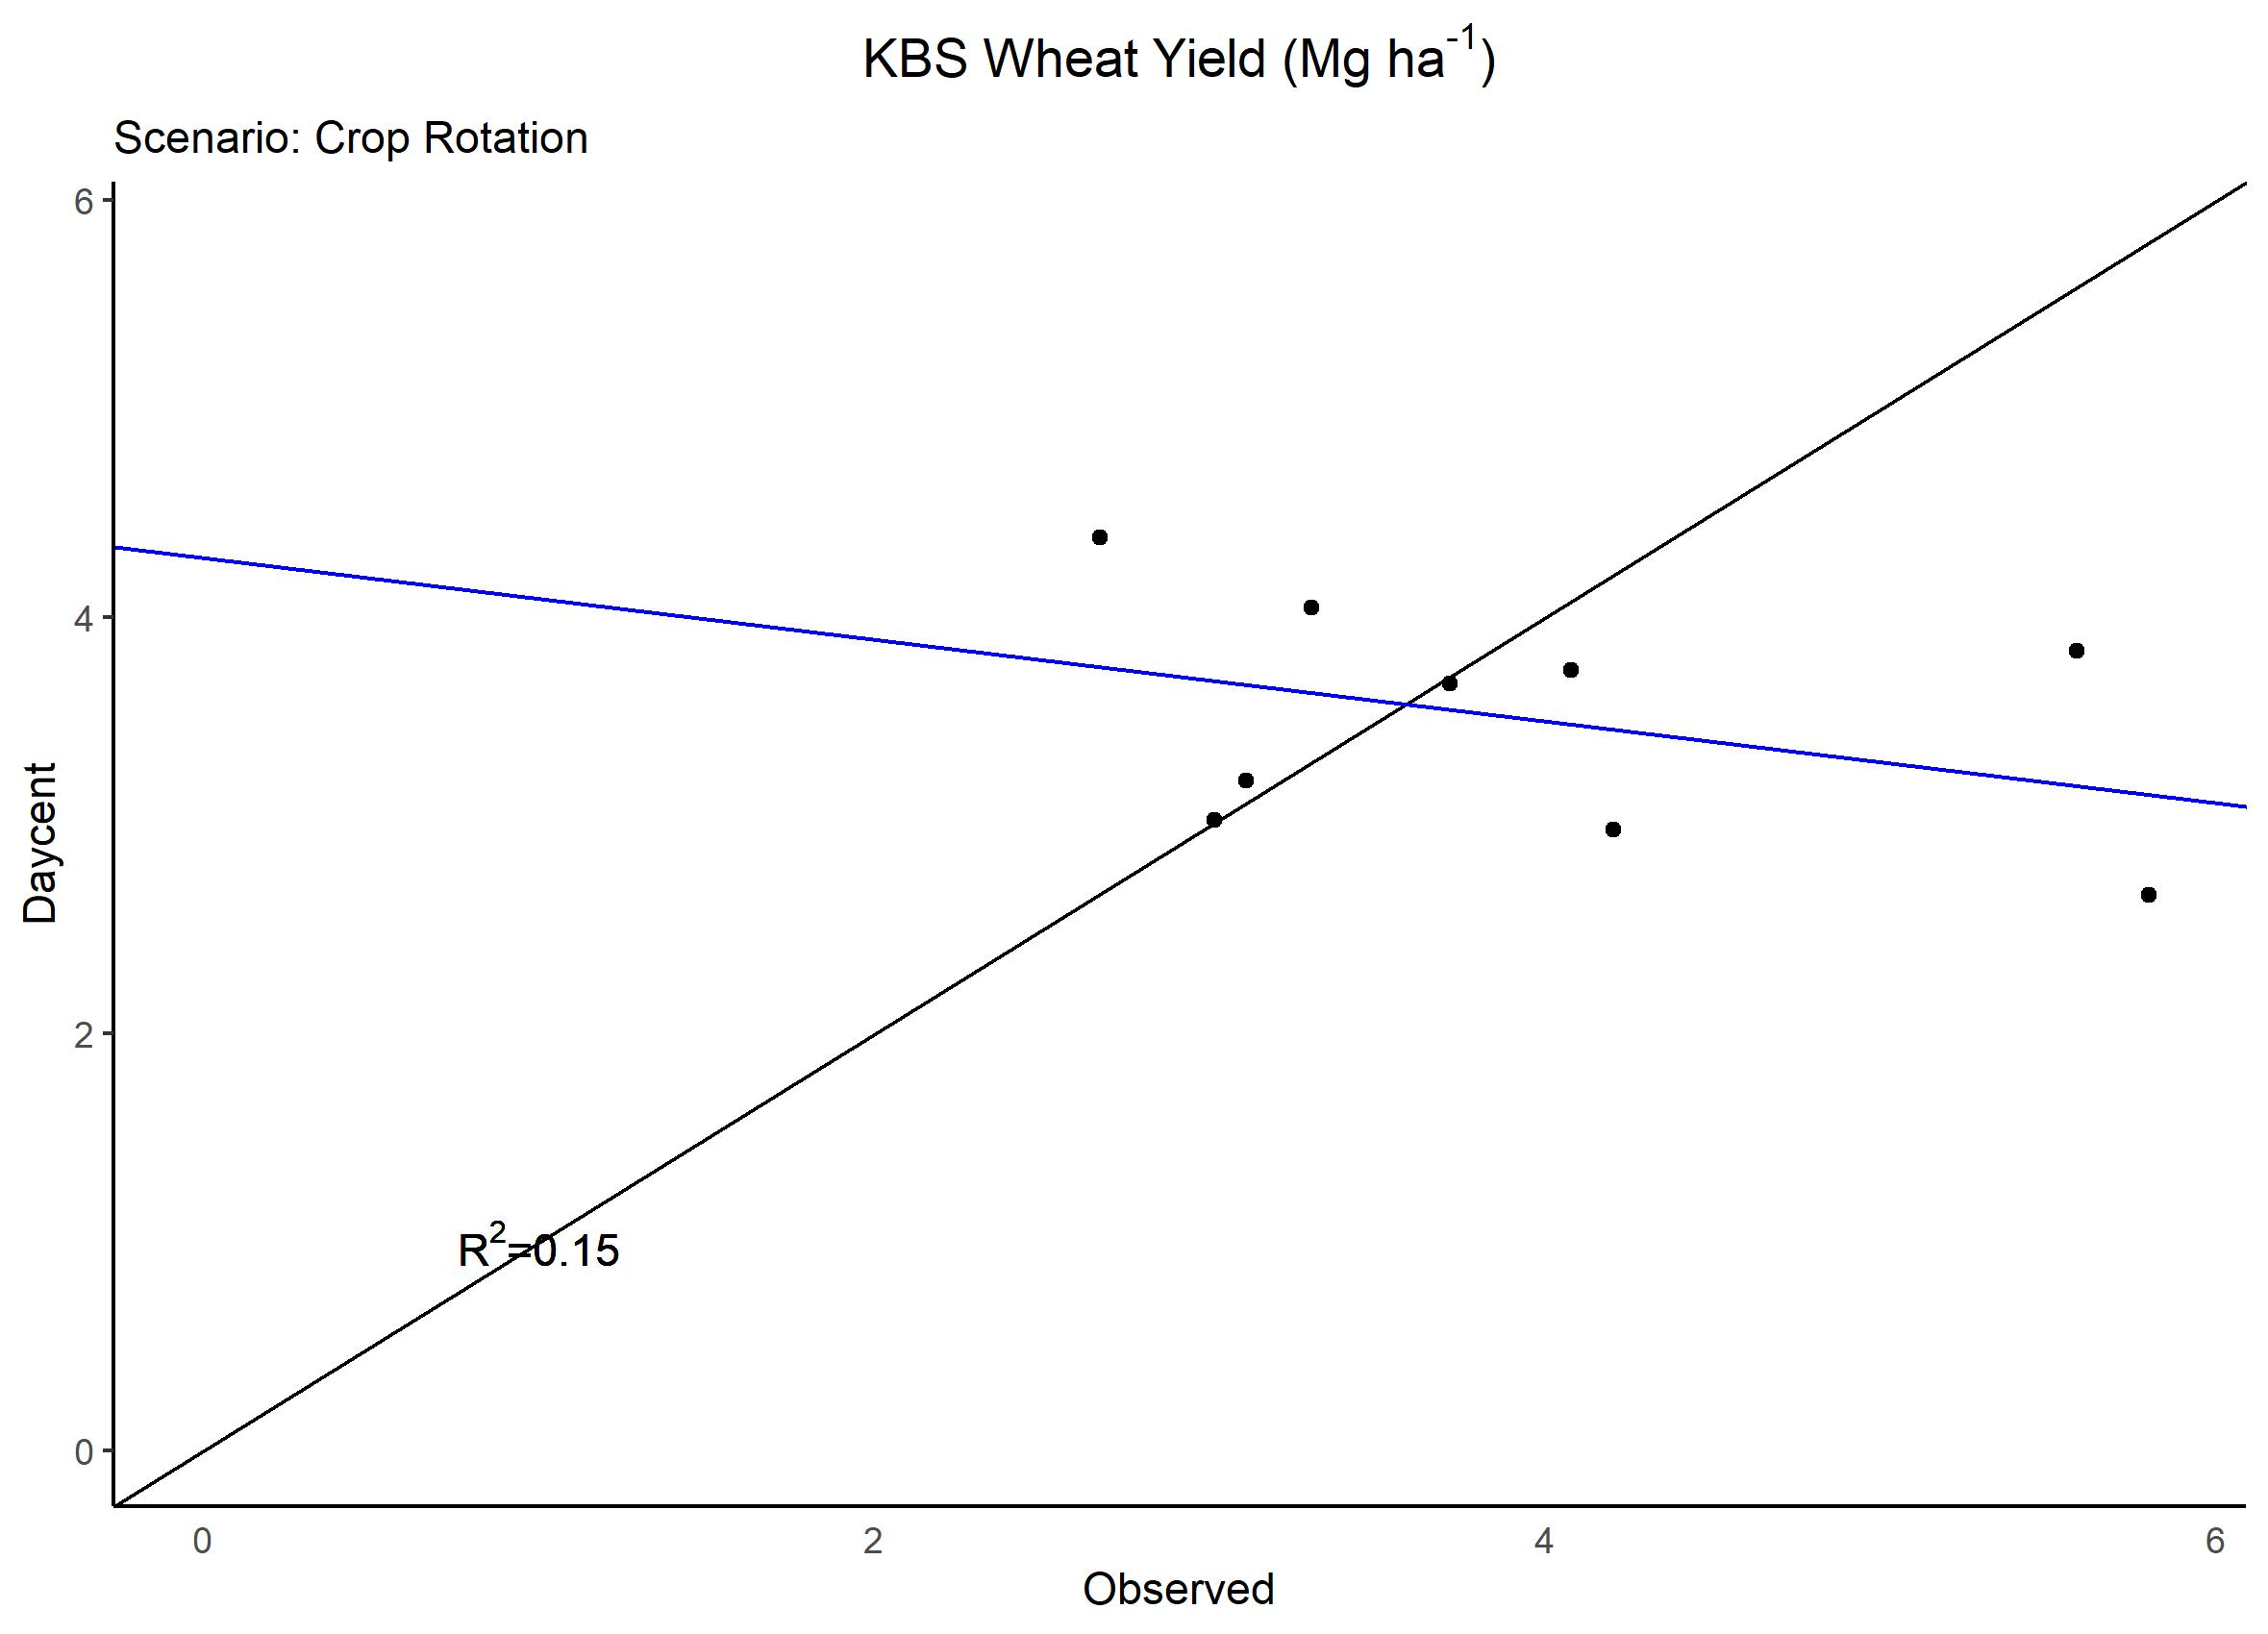 KBS Wheat Yield (Mg ha⁻¹)
Scenario: Crop Rotation
6
4
2
0
Daycent
R²=0.15
0 2 4 6
Observed